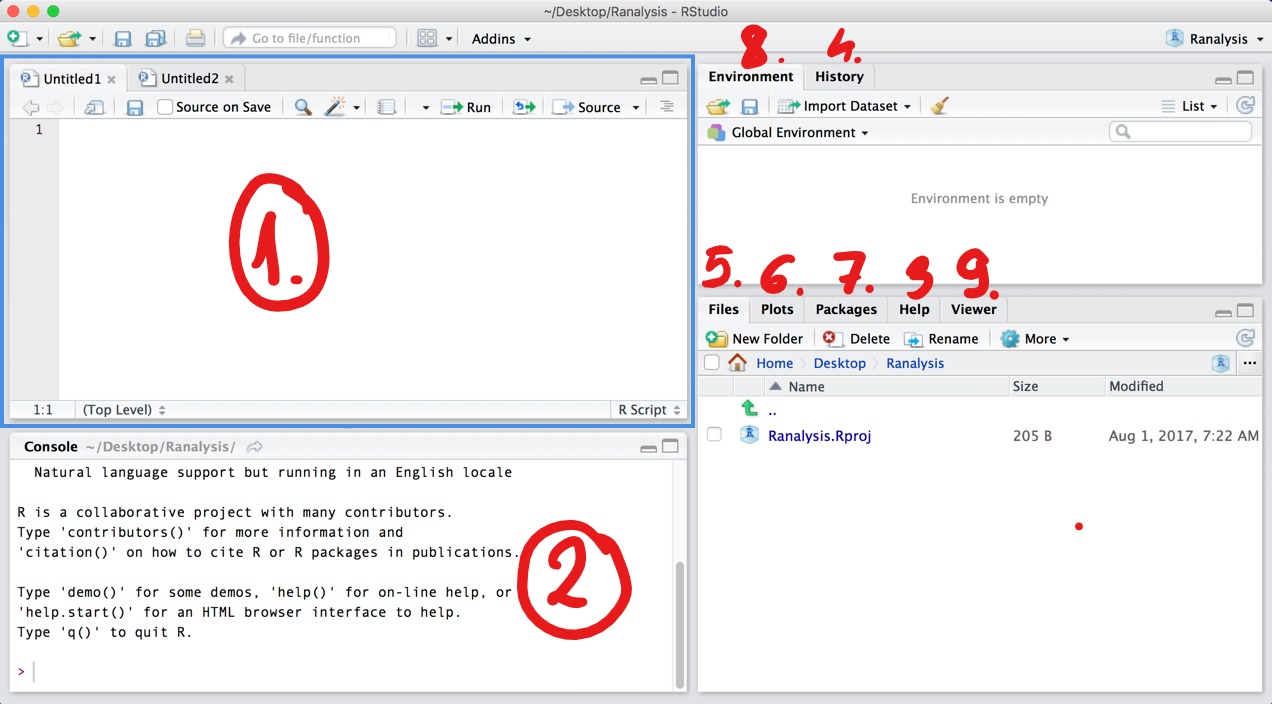 ~/Desktop/Ranalysis - RStudio
Go to file/function
Addins
Ranalysis
8. 4.
Untitled1 × Untitled2 ×
Source on Save Run Source
1
1.
1:1 (Top Level) R Script
Environment History
Import Dataset List
Global Environment
Environment is empty
5. 6. 7. 9.
Files Plots Packages Help Viewer
New Folder Delete Rename More
Home Desktop Ranalysis
Name Size Modified
..
Ranalysis.Rproj 205 B Aug 1, 2017, 7:22 AM
Console ~/Desktop/Ranalysis/
Natural language support but running in an English locale
R is a collaborative project with many contributors.
Type 'contributors()' for more information and
'citation()' on how to cite R or R packages in publications.
Type 'demo()' for some demos, 'help()' for on-line help, or
'help.start()' for an HTML browser interface to help.
Type 'q()' to quit R.
>
2